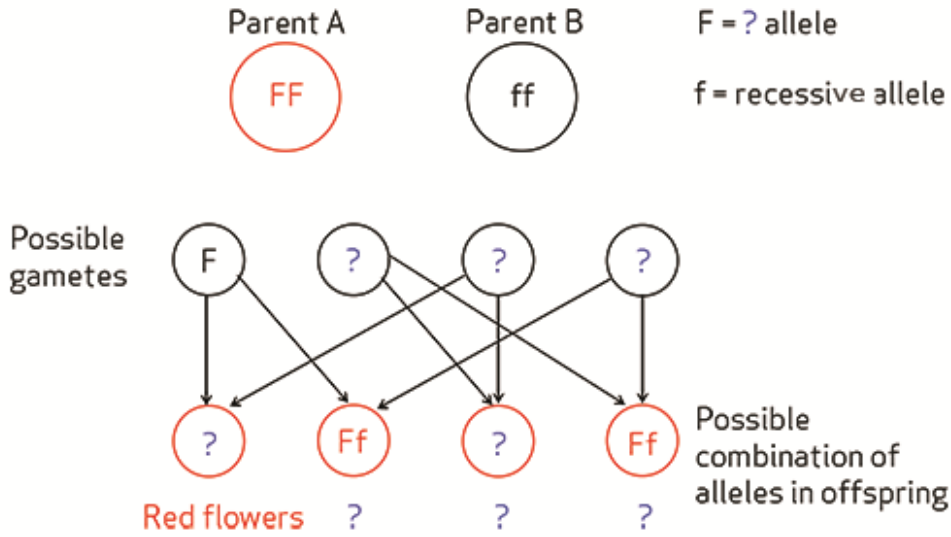 Parent A
Parent B
F = ? allele
FF
ff
f = recessive allele
Possible
gametes
F
?
?
?
?
Ff
?
Ff
Possible
combination of
alleles in offspring
Red flowers
?
?
?